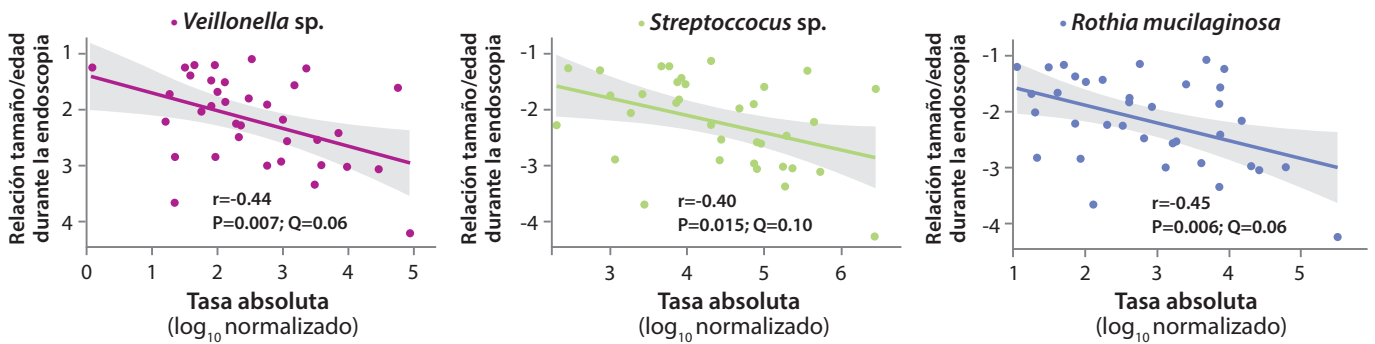 Veillonella sp.
Relación tamaño/edad
durante la endoscopia
1
2
3
4
r=-0.44
P=0.007; Q=0.06
0 1 2 3 4 5
Tasa absoluta
(log10 normalizado)
Streptoccocus sp.
Relación tamaño/edad
durante la endoscopia
-1
-2
-3
-4
r=-0.40
P=0.015; Q=0.10
3 4 5 6
Tasa absoluta
(log10 normalizado)
Rothia mucilaginosa
Relación tamaño/edad
durante la endoscopia
-1
-2
-3
-4
r=-0.45
P=0.006; Q=0.06
1 2 3 4 5
Tasa absoluta
(log10 normalizado)